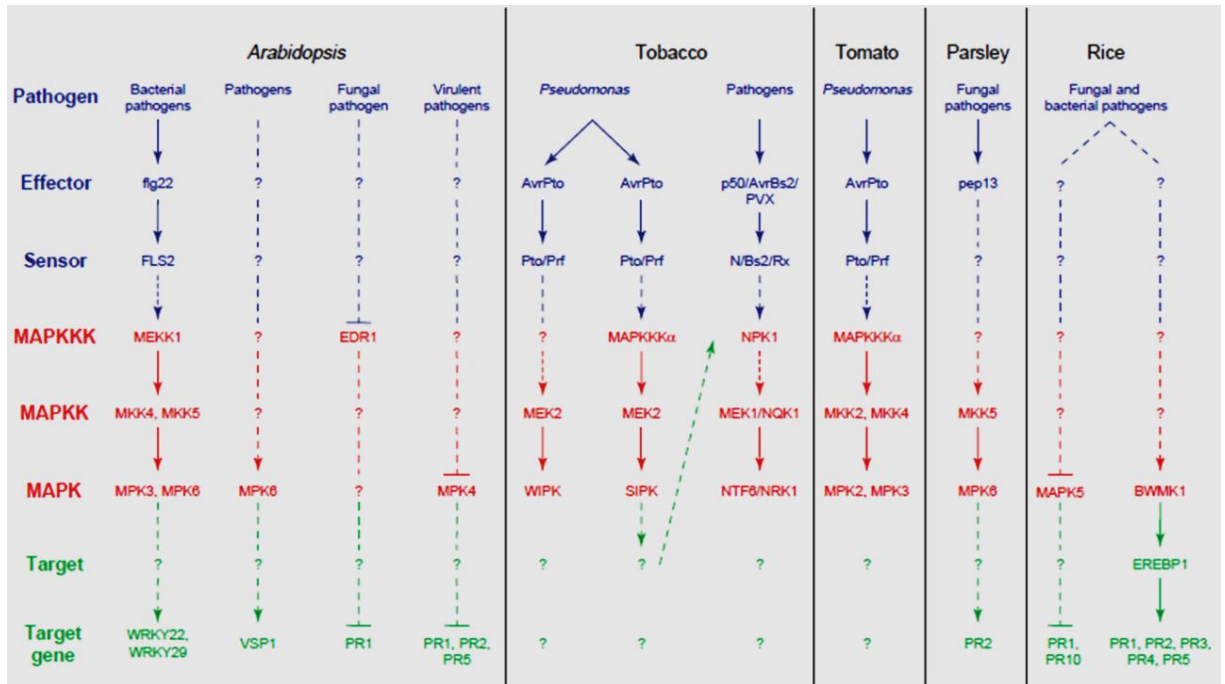 Arabidopsis Tobacco Tomato Parsley Rice
Pathogen Bacterial pathogens Pathogens Fungal pathogen Virulent pathogens Pseudomonas Pathogens Pseudomonas Fungal pathogens Fungal and bacterial pathogens
Effector flg22 ? ? ? AvrPto AvrPto p50/AvrBs2/ PVX AvrPto pep13 ? ?
Sensor FLS2 ? ? ? Pto/Prf Pto/Prf N/Bs2/Rx Pto/Prf ? ? ?
MAPKKK MEKK1 ? EDR1 ? ? MAPKKKα NPK1 MAPKKKα ? ? ?
MAPKK MKK4, MKK5 ? ? ? MEK2 MEK2 MEK1/NQK1 MKK2, MKK4 MKK5 ? ?
MAPK MPK3, MPK6 MPK6 ? MPK4 WIPK SIPK NTF6/NRK1 MPK2, MPK3 MPK6 MAPK5 BWMK1
Target ? ? ? ? ? ? ? ? ? ? EREBP1
Target gene WRKY22, WRKY29 VSP1 PR1 PR1, PR2, PR5 ? ? ? ? PR2 PR1, PR10 PR1, PR2, PR3, PR4, PR5